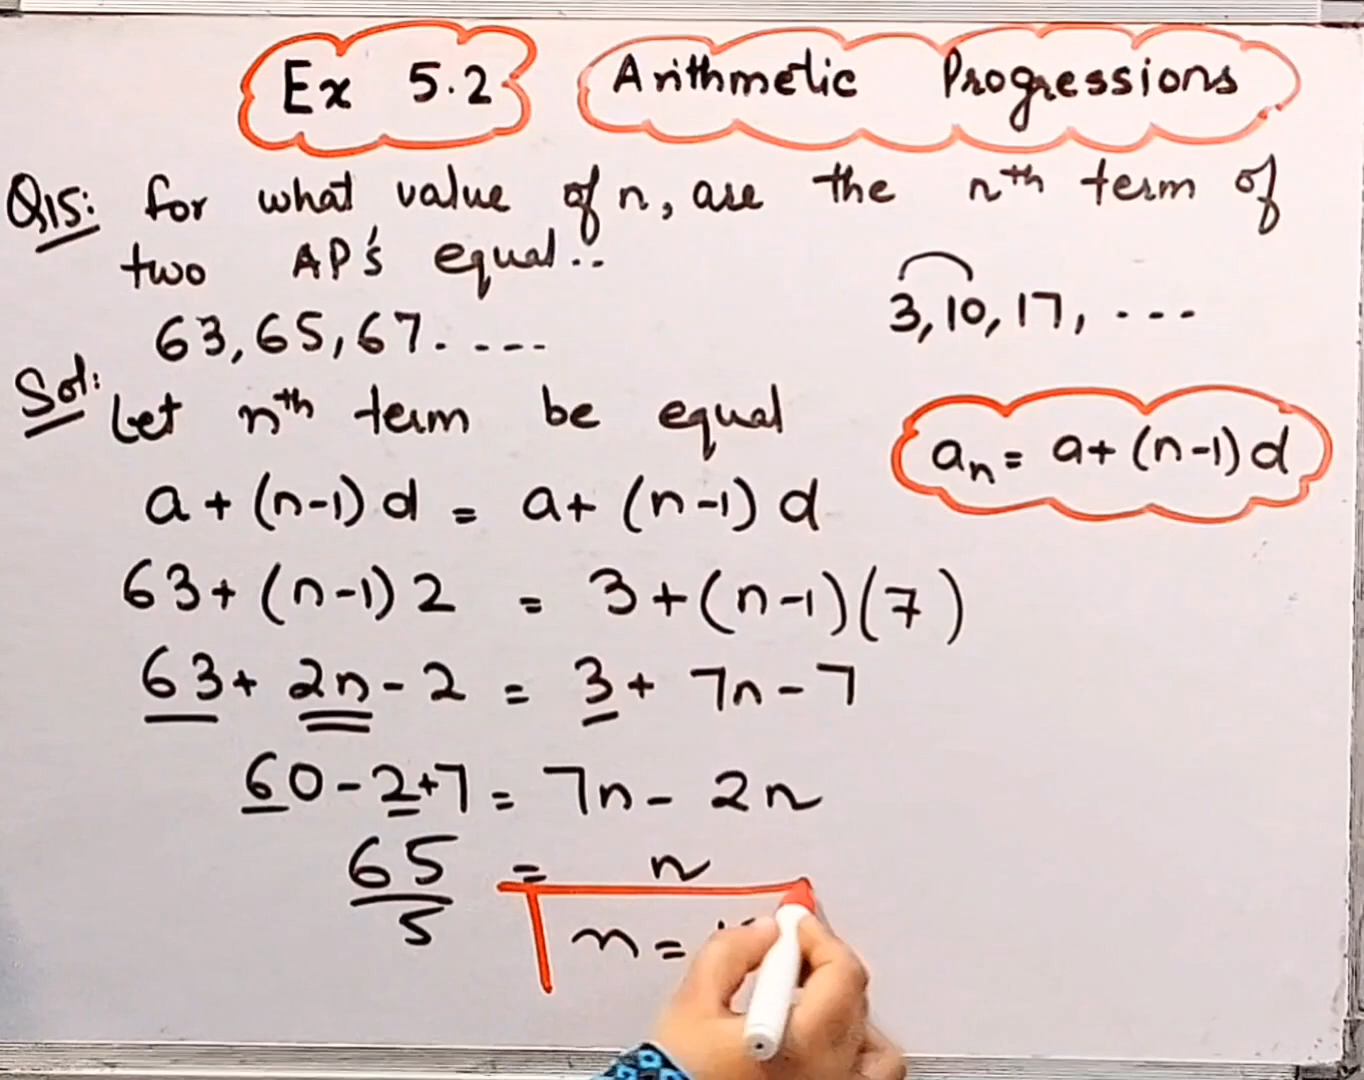 Ex 5.2 Arithmetic Progressions
Q15: for what value of n, are the nth term of
two AP's equal..
63, 65, 67. ....
3, 10, 17, ...
Sol: Let nth term be equal
an = a + (n-1) d
a + (n-1) d = a + (n-1) d
63 + (n-1) 2 = 3 + (n-1) (7)
63 + 2n - 2 = 3 + 7n - 7
60 - 2 + 7 = 7n - 2n
65/5 = n
n =